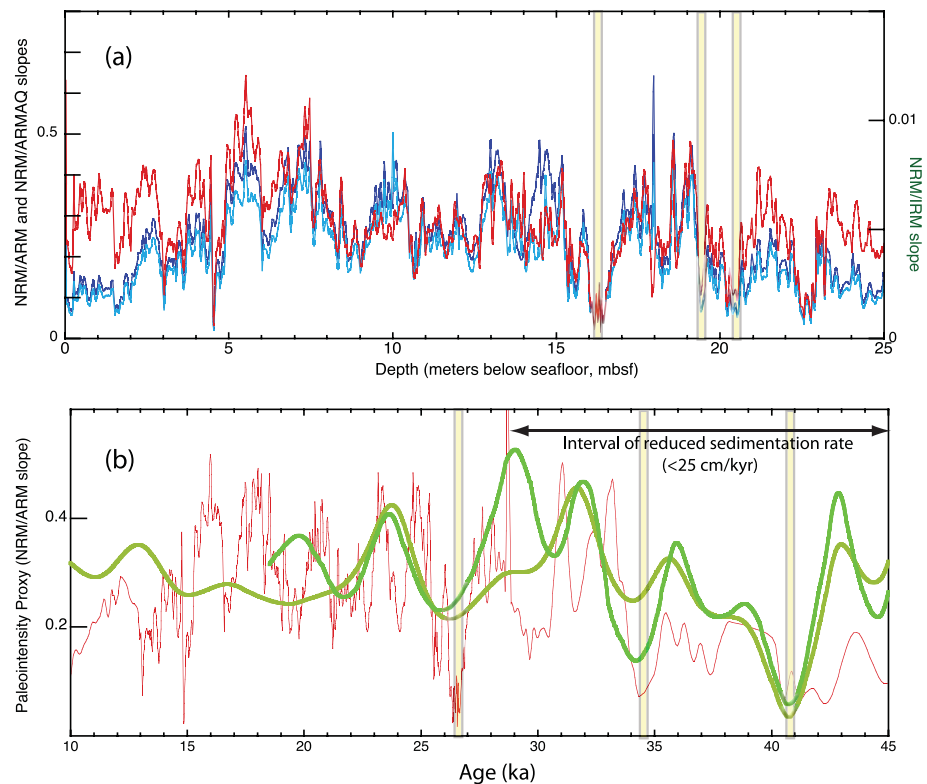 (a)
NRM/ARM and NRM/ARMAQ slopes
0.5
0
0.01
0
NRM/IRM slope
0 5 10 15 20 25
Depth (meters below seafloor, mbsf)
(b)
Interval of reduced sedimentation rate
(<25 cm/kyr)
Paleointensity Proxy (NRM/ARM slope)
0.4
0.2
10 15 20 25 30 35 40 45
Age (ka)